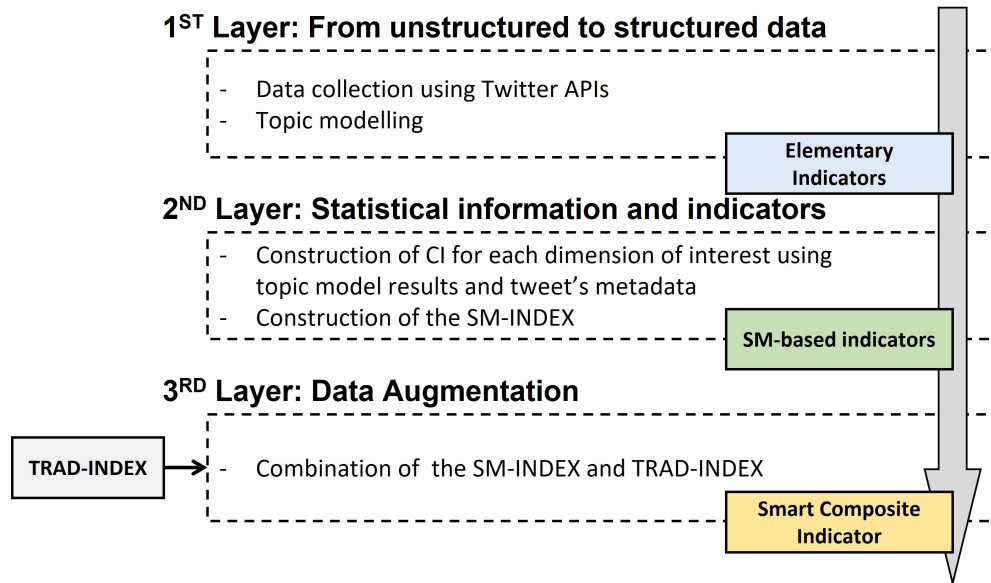 1ST Layer: From unstructured to structured data
- Data collection using Twitter APIs
- Topic modelling
Elementary
Indicators
2ND Layer: Statistical information and indicators
- Construction of CI for each dimension of interest using
topic model results and tweet’s metadata
- Construction of the SM-INDEX
SM-based indicators
3RD Layer: Data Augmentation
TRAD-INDEX
- Combination of the SM-INDEX and TRAD-INDEX
Smart Composite
Indicator